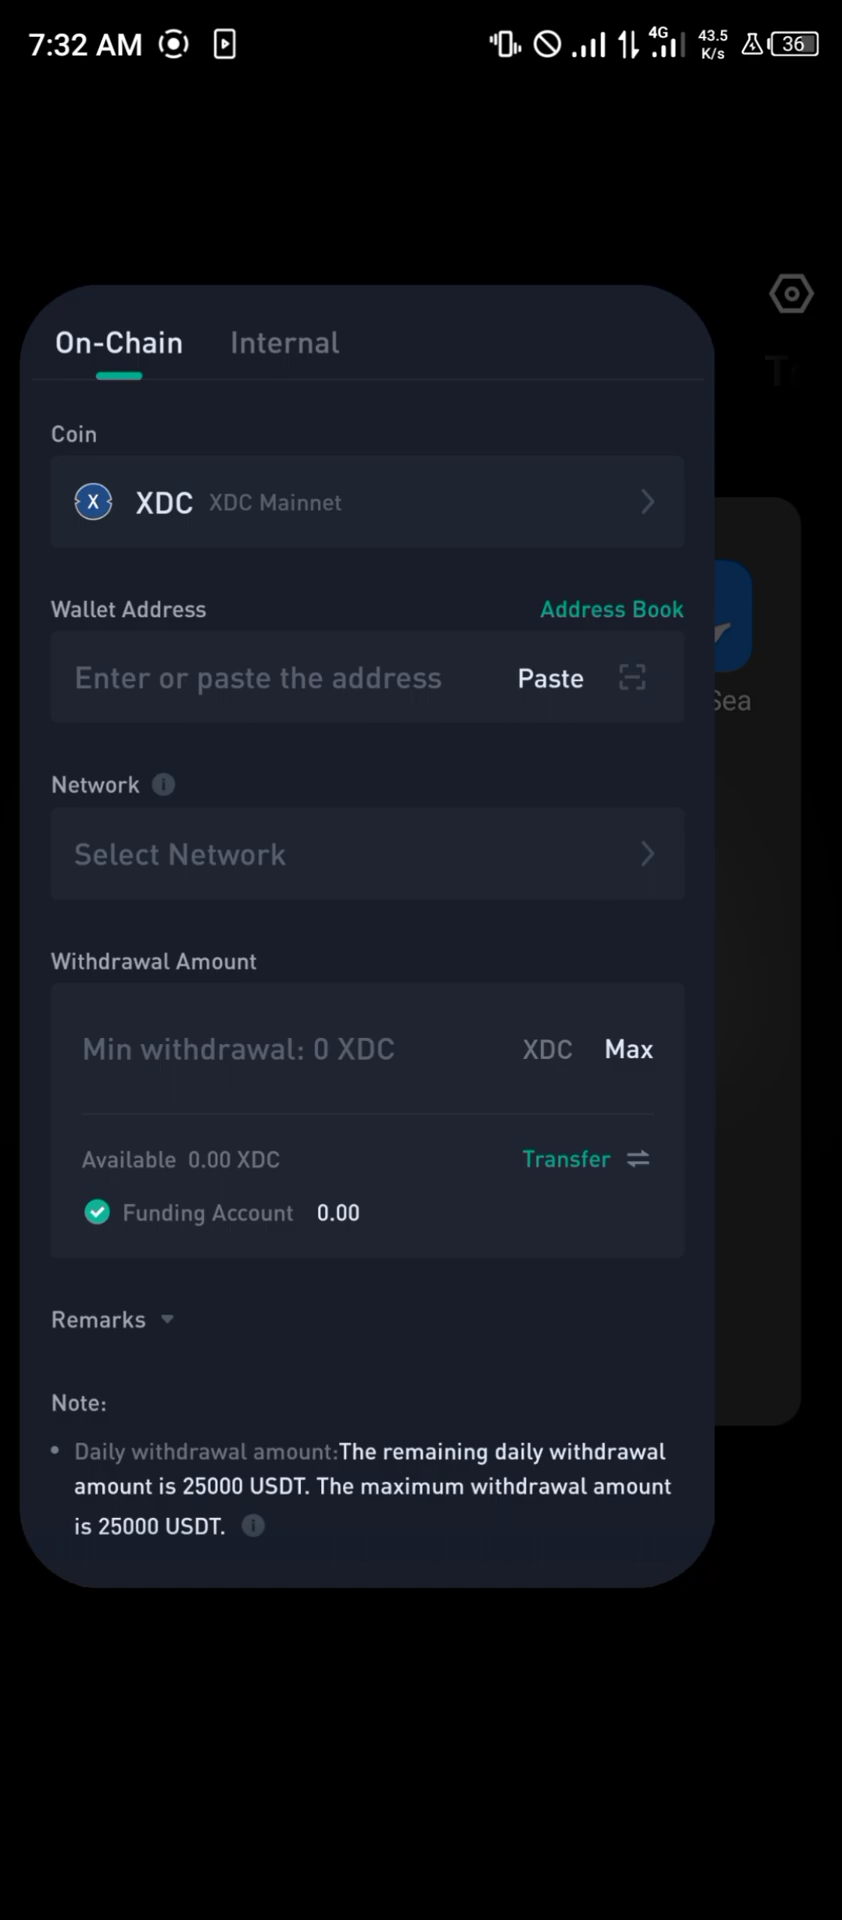 7:32 AM
4G
43.5
K/s
36
On-Chain Internal
Coin
X XDC XDC Mainnet
Wallet Address Address Book
Enter or paste the address Paste
Sea
Network i
Select Network
Withdrawal Amount
Min withdrawal: 0 XDC XDC Max
Available 0.00 XDC Transfer
Funding Account 0.00
Remarks
Note:
• Daily withdrawal amount:The remaining daily withdrawal
amount is 25000 USDT. The maximum withdrawal amount
is 25000 USDT. i